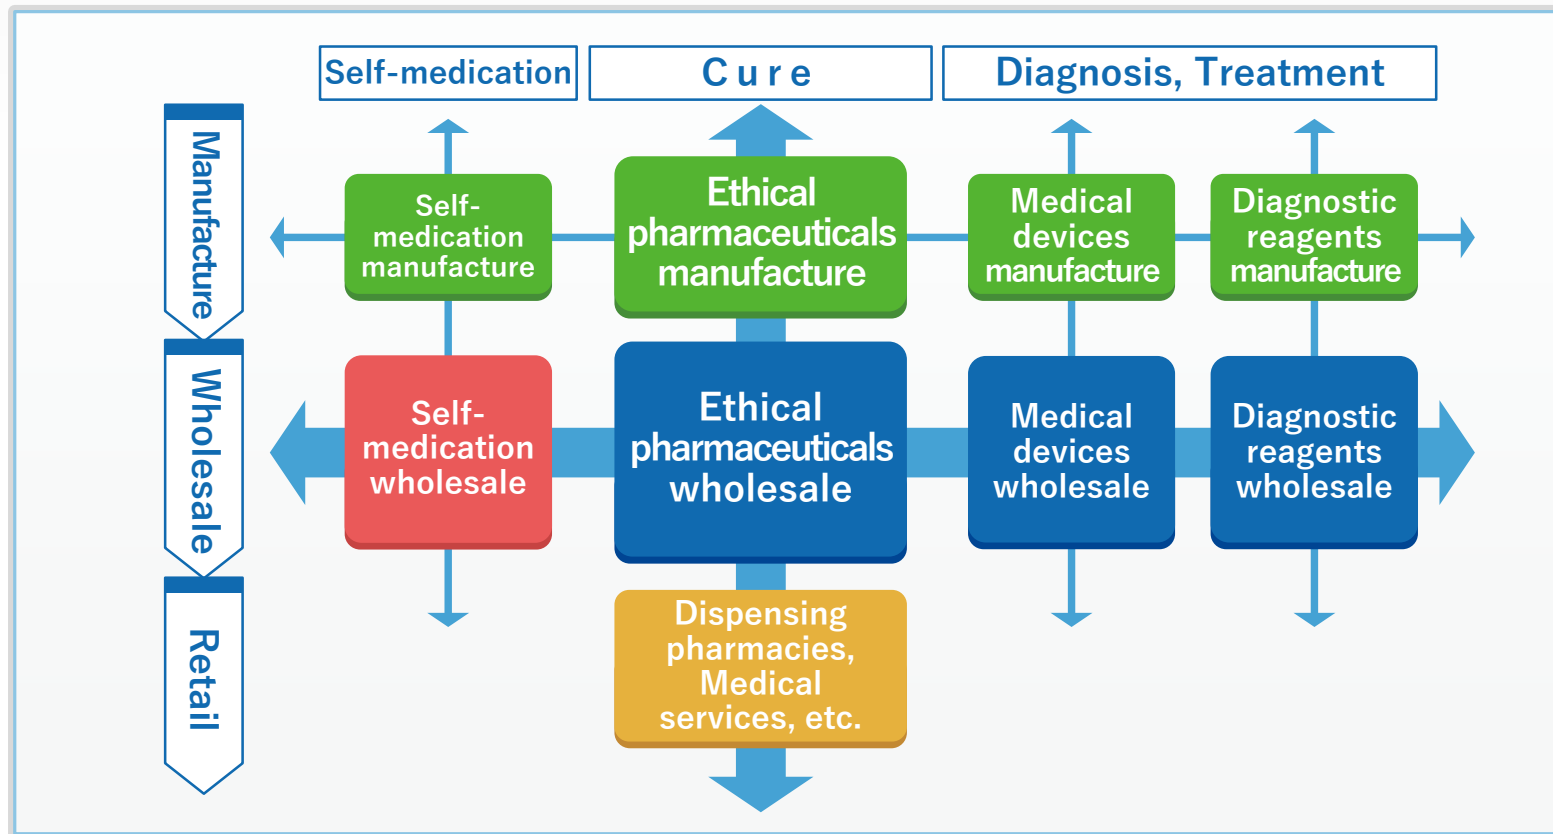 Self-medication
Cure
Diagnosis, Treatment
Manufacture
Self-
medication
manufacture
Ethical
pharmaceuticals
manufacture
Medical
devices
manufacture
Diagnostic
reagents
manufacture
Wholesale
Self-
medication
wholesale
Ethical
pharmaceuticals
wholesale
Medical
devices
wholesale
Diagnostic
reagents
wholesale
Retail
Dispensing
pharmacies,
Medical
services, etc.